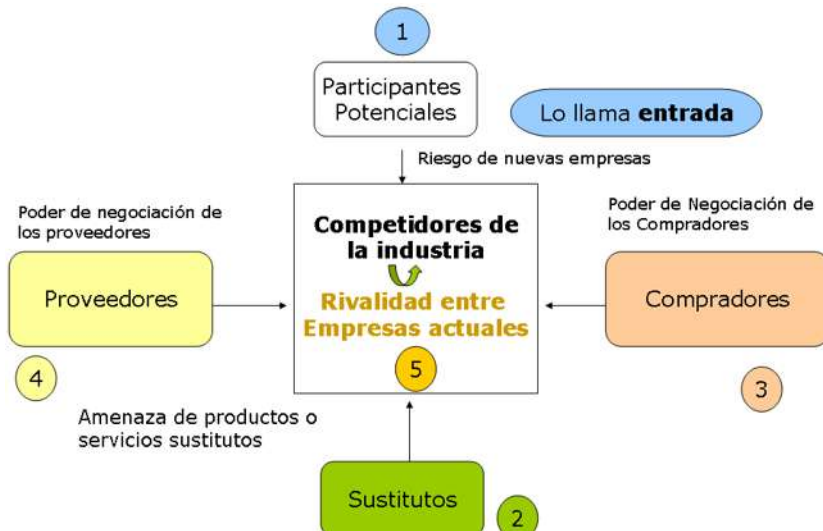 1
Participantes
Potenciales
Lo llama entrada
Riesgo de nuevas empresas
Poder de negociación de
los proveedores
Poder de Negociación de
los Compradores
Competidores de
la industria
Proveedores
Rivalidad entre
Empresas actuales
Compradores
4
5
3
Amenaza de productos o
servicios sustitutos
Sustitutos
2